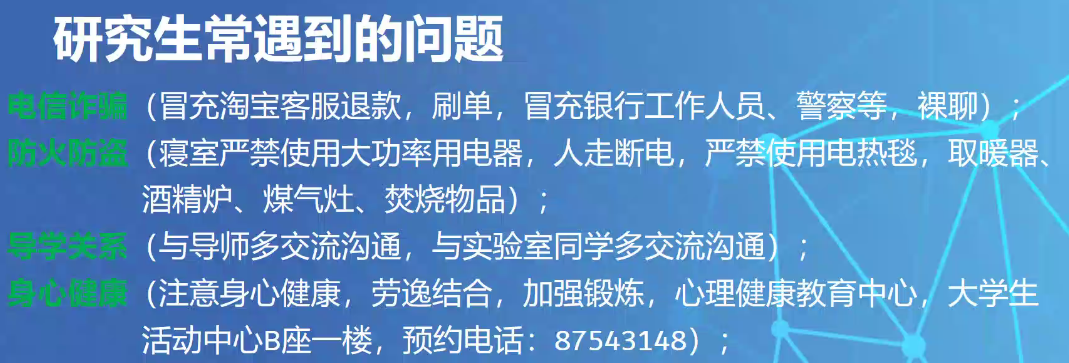 研究生常遇到的问题
电信诈骗（冒充淘宝客服退款，刷单，冒充银行工作人员、警察等，裸聊）；
防火防盗（寝室严禁使用大功率用电器，人走断电，严禁使用电热毯，取暖器、
酒精炉、煤气灶、焚烧物品）；
导学关系（与导师多交流沟通，与实验室同学多交流沟通）；
身心健康（注意身心健康，劳逸结合，加强锻炼，心理健康教育中心，大学生
活动中心B座一楼，预约电话：87543148）；